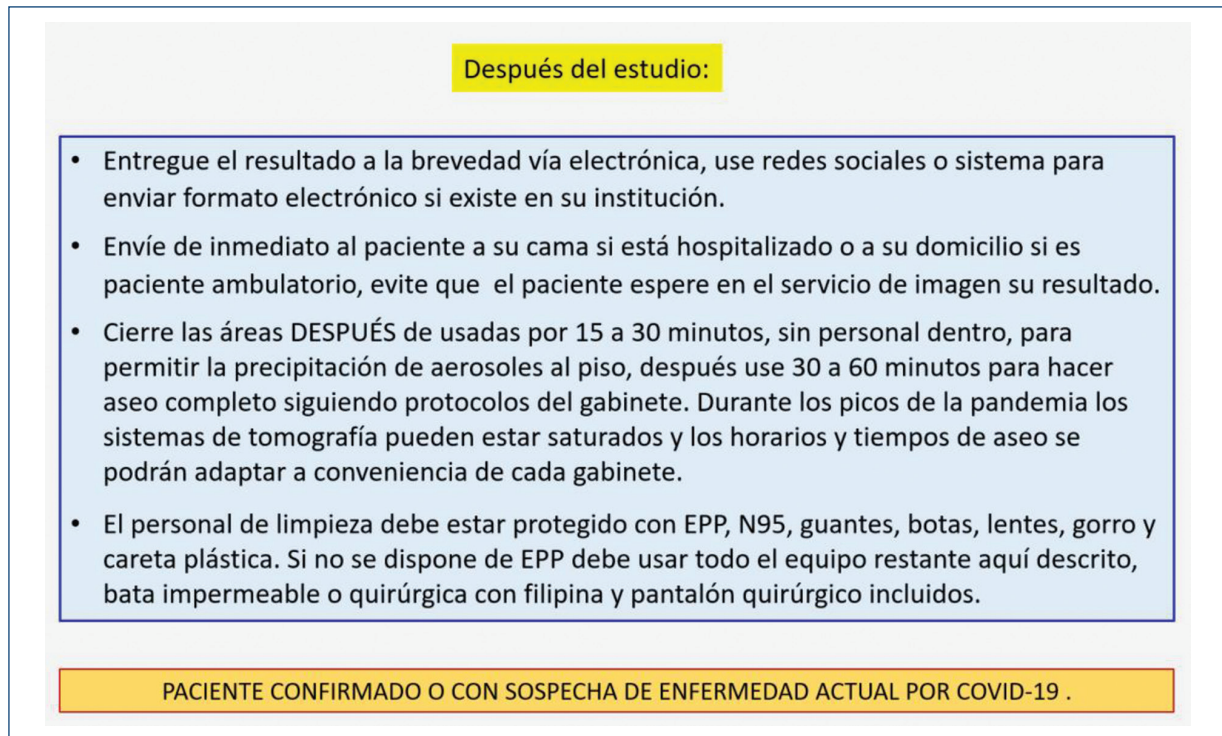 Después del estudio:
• Entregue el resultado a la brevedad vía electrónica, use redes sociales o sistema para
enviar formato electrónico si existe en su institución.
• Envíe de inmediato al paciente a su cama si está hospitalizado o a su domicilio si es
paciente ambulatorio, evite que el paciente espere en el servicio de imagen su resultado.
• Cierre las áreas DESPUÉS de usadas por 15 a 30 minutos, sin personal dentro, para
permitir la precipitación de aerosoles al piso, después use 30 a 60 minutos para hacer
aseo completo siguiendo protocolos del gabinete. Durante los picos de la pandemia los
sistemas de tomografía pueden estar saturados y los horarios y tiempos de aseo se
podrán adaptar a conveniencia de cada gabinete.
• El personal de limpieza debe estar protegido con EPP, N95, guantes, botas, lentes, gorro y
careta plástica. Si no se dispone de EPP debe usar todo el equipo restante aquí descrito,
bata impermeable o quirúrgica con filipina y pantalón quirúrgico incluidos.
PACIENTE CONFIRMADO O CON SOSPECHA DE ENFERMEDAD ACTUAL POR COVID-19 .